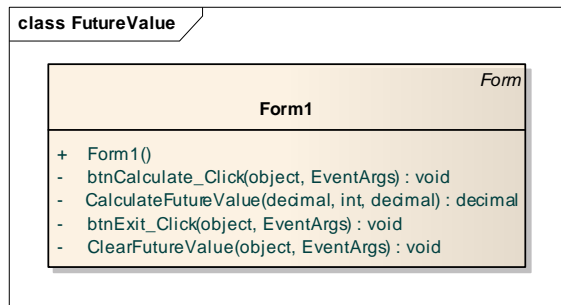 class FutureValue
Form
Form1
+ Form1()
- btnCalculate_Click(object, EventArgs) : void
- CalculateFutureValue(decimal, int, decimal) : decimal
- btnExit_Click(object, EventArgs) : void
- ClearFutureValue(object, EventArgs) : void